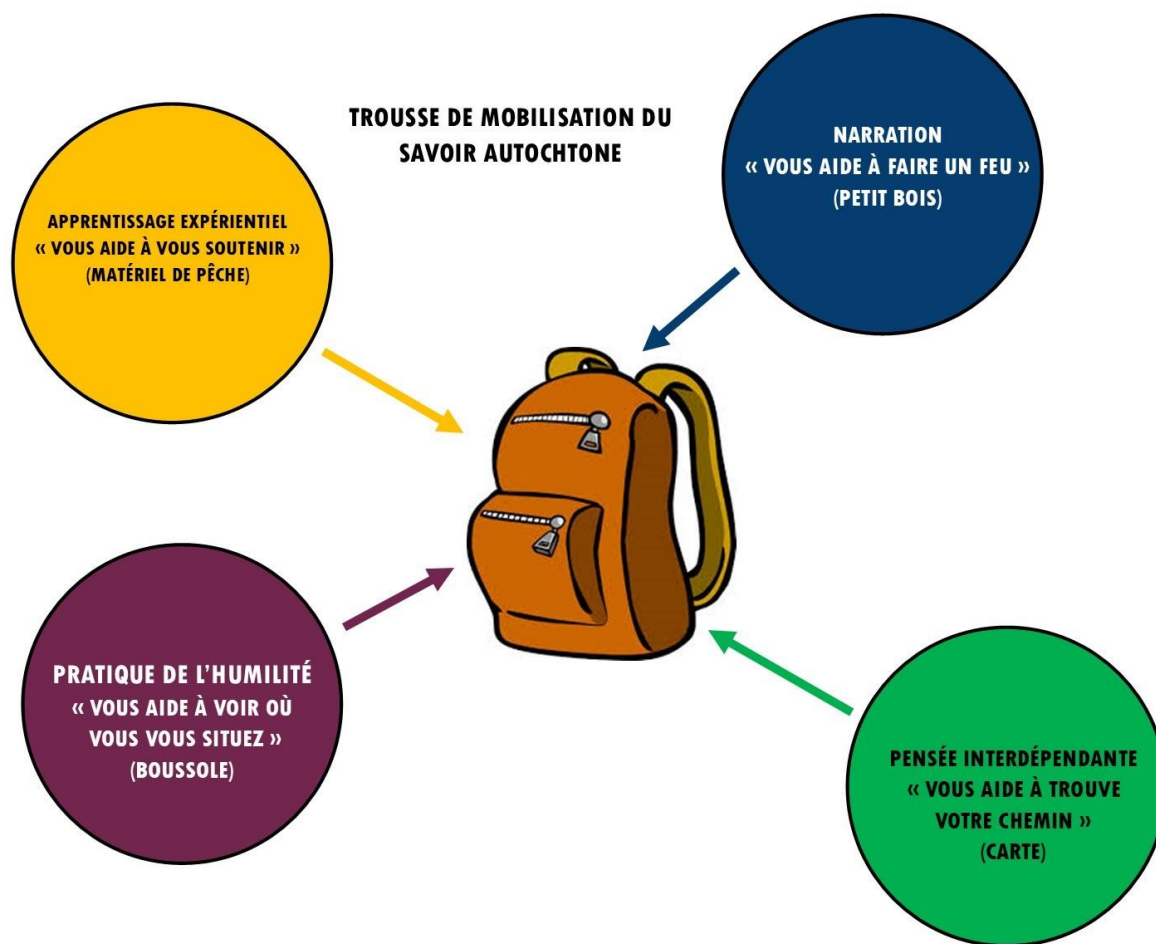 TROUSSE DE MOBILISATION DU
SAVOIR AUTOCHTONE
APPRENTISSAGE EXPÉRIENTIEL
« VOUS AIDE À VOUS SOUTENIR »
(MATÉRIEL DE PÊCHE)
NARRATION
« VOUS AIDE À FAIRE UN FEU »
(PETIT BOIS)
PRATIQUE DE L'HUMILITÉ
« VOUS AIDE À VOIR OÙ
VOUS VOUS SITUEZ »
(BOUSSOLE)
PENSÉE INTERDÉPENDANTE
« VOUS AIDE À TROUVE
VOTRE CHEMIN »
(CARTE)